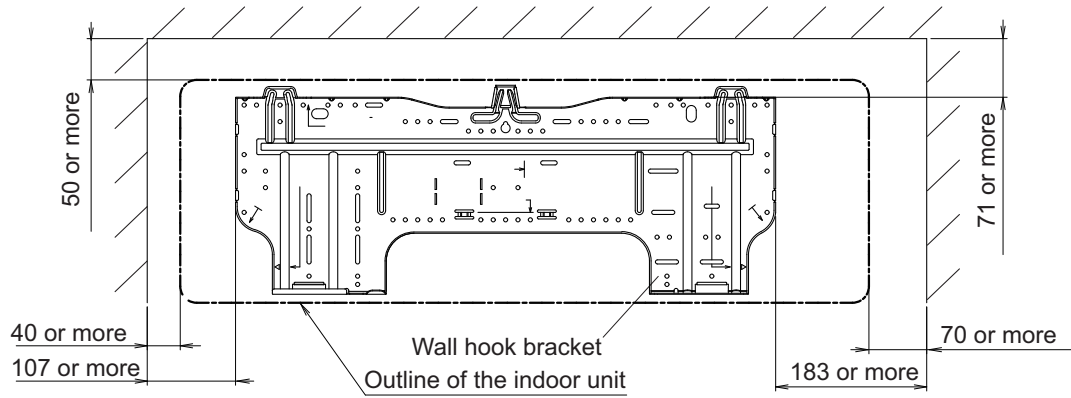 50 or more
71 or more
40 or more
107 or more
Wall hook bracket
Outline of the indoor unit
70 or more
183 or more